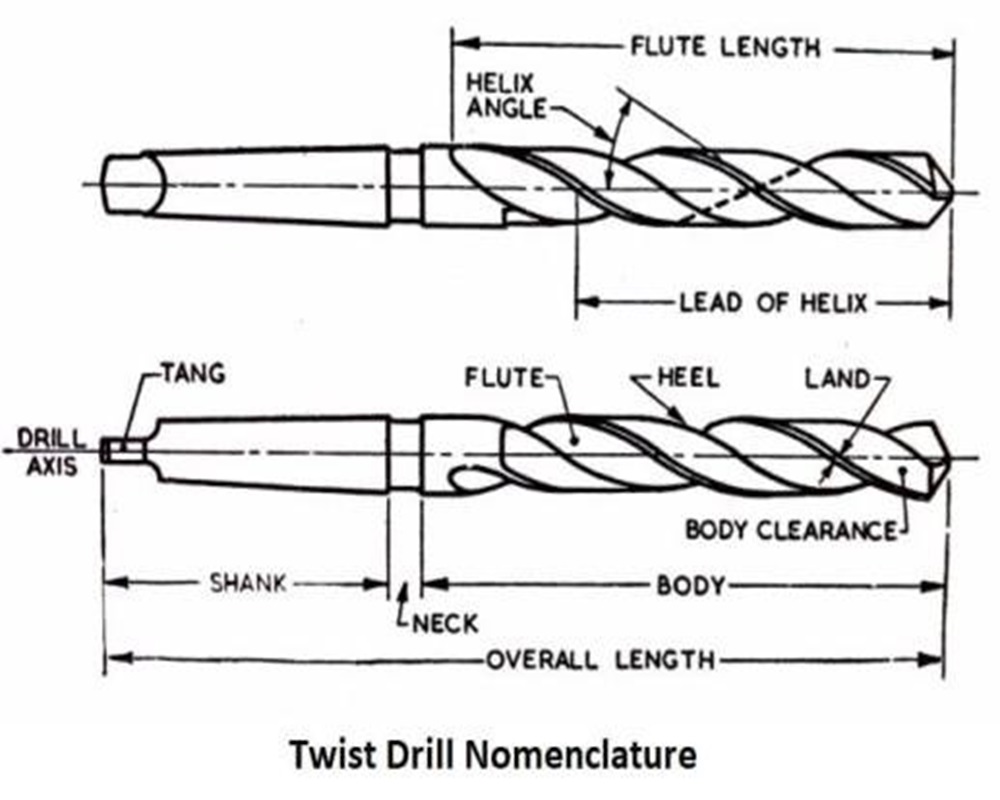 FLUTE LENGTH
HELIX
ANGLE
LEAD OF HELIX
TANG
FLUTE
HEEL
LAND
DRILL
AXIS
BODY CLEARANCE
SHANK
BODY
NECK
OVERALL LENGTH
Twist Drill Nomenclature